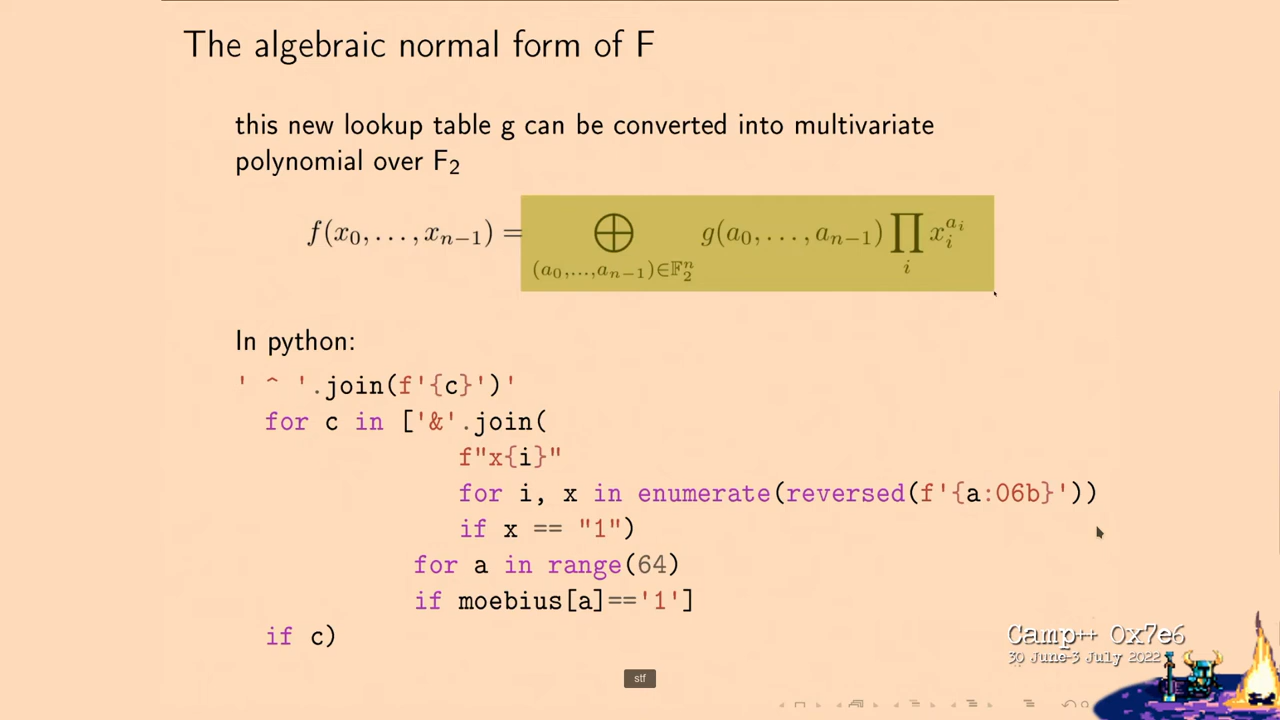 The algebraic normal form of F
this new lookup table g can be converted into multivariate
polynomial over F₂
f(x₀, . . . , xₙ₋₁) = ⨁ g(a₀, . . . , aₙ₋₁) ∏ xᵢ^{aᵢ}
(a₀,...,aₙ₋₁)∈𝔽₂ⁿ i
In python:
' ^ '.join(f'{c}')'
for c in ['&'.join(
f"x{i}"
for i, x in enumerate(reversed(f'{a:06b}'))
if x == "1")
for a in range(64)
if moebius[a]=='1']
if c)
Camp++ 0x7e6
30 June-3 July 2022
stf